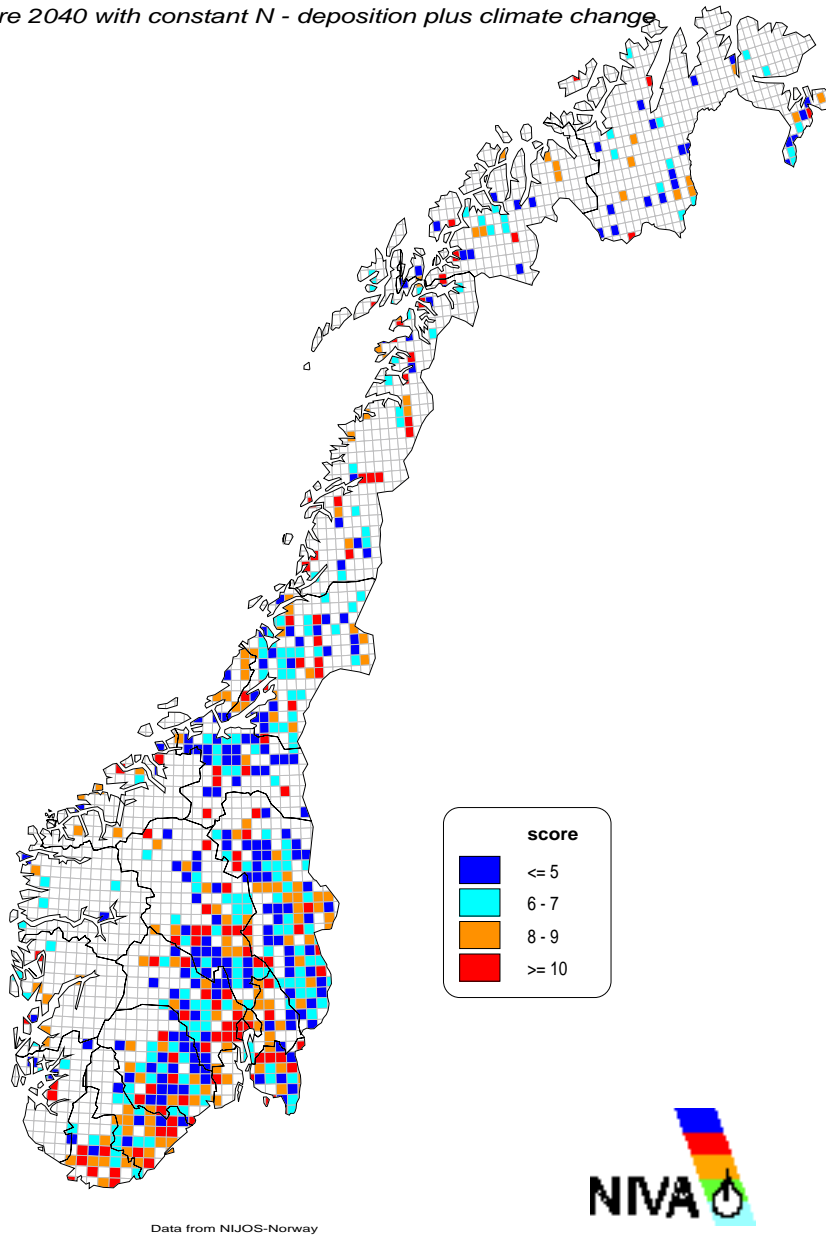 re 2040 with constant N - deposition plus climate change
score
<= 5
6 - 7
8 - 9
>= 10
NIVA
Data from NIJOS-Norway